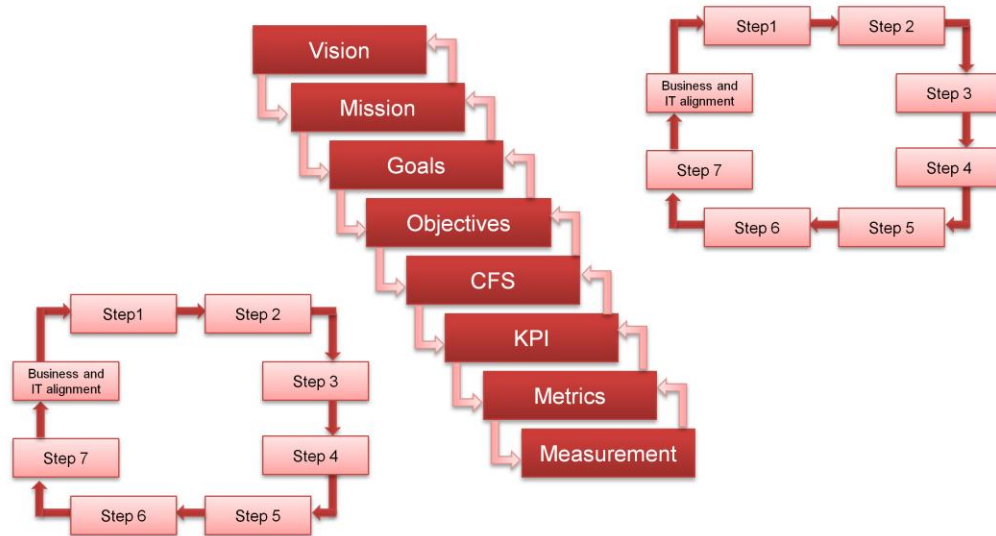 Vision
Mission
Goals
Objectives
CFS
KPI
Metrics
Measurement
Step1
Step 2
Step 3
Step 4
Step 5
Step 6
Step 7
Business and
IT alignment
Step1
Step 2
Step 3
Step 4
Step 5
Step 6
Step 7
Business and
IT alignment